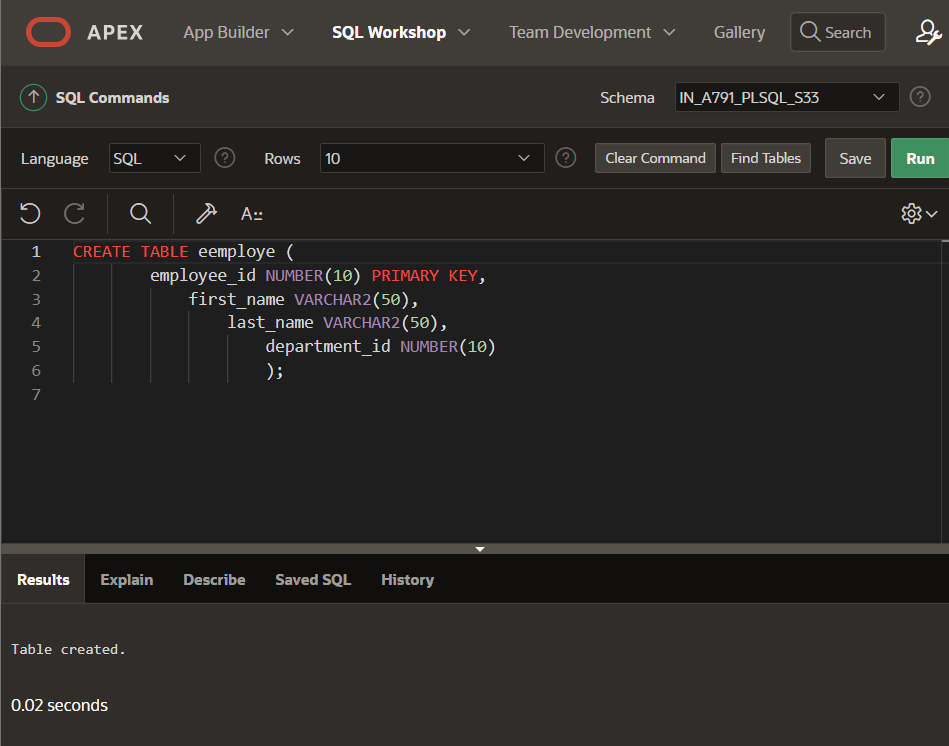 APEX App Builder SQL Workshop Team Development Gallery Search
SQL Commands Schema IN_A791_PLSQL_S33 ?
Language SQL ? Rows 10 ? Clear Command Find Tables Save Run
A::
1 CREATE TABLE eemploye (
2 employee_id NUMBER(10) PRIMARY KEY,
3 first_name VARCHAR2(50),
4 last_name VARCHAR2(50),
5 department_id NUMBER(10)
6 );
7
Results Explain Describe Saved SQL History
Table created.
0.02 seconds